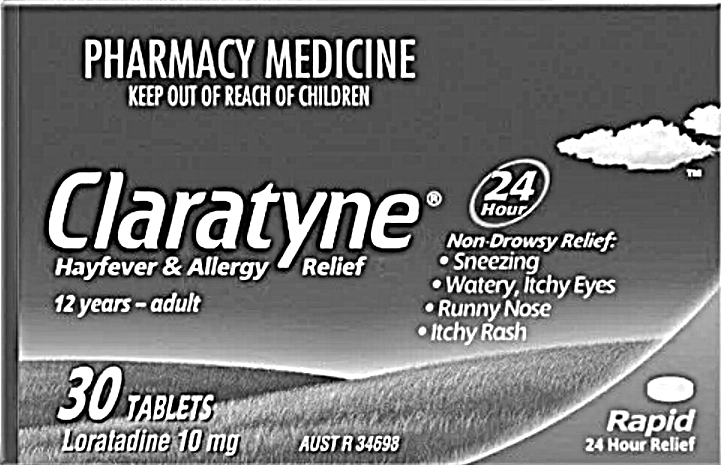 PHARMACY MEDICINE
KEEP OUT OF REACH OF CHILDREN
Claratyne®
Hayfever & Allergy Relief
12 years – adult
24
Hour
Non-Drowsy Relief:
• Sneezing
• Watery, Itchy Eyes
• Runny Nose
• Itchy Rash
TM
30 TABLETS
Loratadine 10 mg
AUST R 34698
Rapid
24 Hour Relief